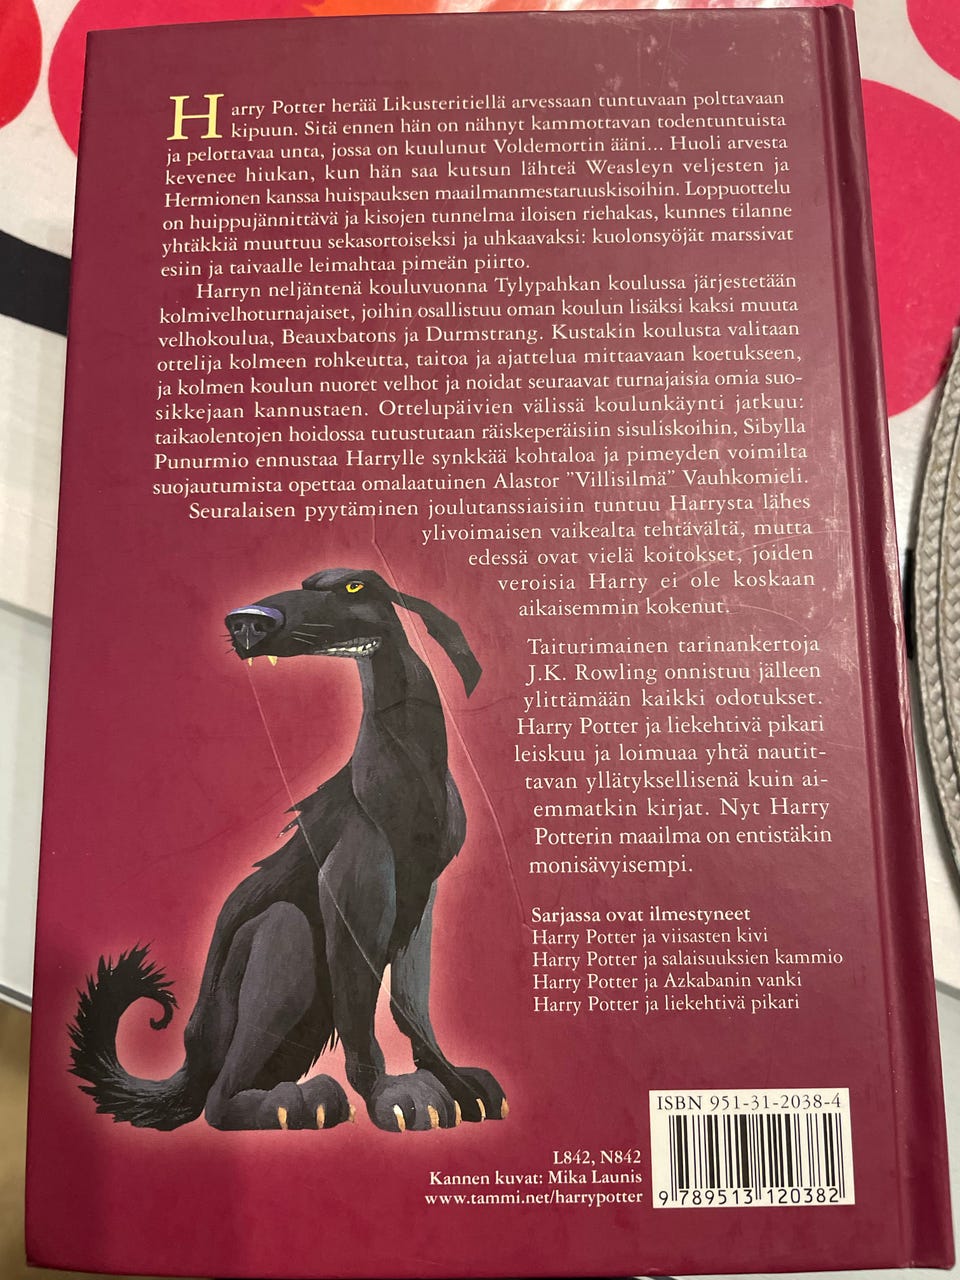 Harry Potter herää Likusteritiellä arvessaan tuntuvaan polttavaan
kipuun. Sitä ennen hän on nähnyt kammottavan todentuntuista
ja pelottavaa unta, jossa on kuulunut Voldemortin ääni... Huoli arvesta
kevenee hiukan, kun hän saa kutsun lähteä Weasleyn veljesten ja
Hermionen kanssa huispauksen maailmanmestaruuskisoihin. Loppuottelu
on huippujännittävä ja kisojen tunnelma iloisen riehakas, kunnes tilanne
yhtäkkiä muuttuu sekasortoiseksi ja uhkaavaksi: kuolonsyöjät marssivat
esiin ja taivaalle leimahtaa pimeän piirto.
Harryn neljäntenä kouluvuonna Tylypahkan koulussa järjestetään
kolmivelhoturnajaiset, joihin osallistuu oman koulun lisäksi kaksi muuta
velhokoulua, Beauxbatons ja Durmstrang. Kustakin koulusta valitaan
ottelija kolmeen rohkeutta, taitoa ja ajattelua mittaavaan koetukseen,
ja kolmen koulun nuoret velhot ja noidat seuraavat turnajaisia omia suo-
sikkejaan kannustaen. Ottelupäivien välissä koulunkäynti jatkuu:
taikaolentojen hoidossa tutustutaan räiskeperäisiin sisuliskoihin, Sibylla
Punurmio ennustaa Harrylle synkkää kohtaloa ja pimeyden voimilta
suojautumista opettaa omalaatuinen Alastor ”Villisilmä” Vauhkomieli.
Seuralaisen pyytäminen joulutanssiaisiin tuntuu Harrysta lähes
ylivoimaisen vaikealta tehtävältä, mutta
edessä ovat vielä koitokset, joiden
veroisia Harry ei ole koskaan
aikaisemmin kokenut.
Taiturimainen tarinankertoja
J.K. Rowling onnistuu jälleen
ylittämään kaikki odotukset.
Harry Potter ja liekehtivä pikari
leiskuu ja loimuaa yhtä nautit-
tavan yllätyksellisenä kuin ai-
emmatkin kirjat. Nyt Harry
Potterin maailma on entistäkin
monisävyisempi.
Sarjassa ovat ilmestyneet
Harry Potter ja viisasten kivi
Harry Potter ja salaisuuksien kammio
Harry Potter ja Azkabanin vanki
Harry Potter ja liekehtivä pikari
ISBN 951-31-2038-4
L842, N842
Kannen kuvat: Mika Launis
www.tammi.net/harrypotter
9 789513 120382